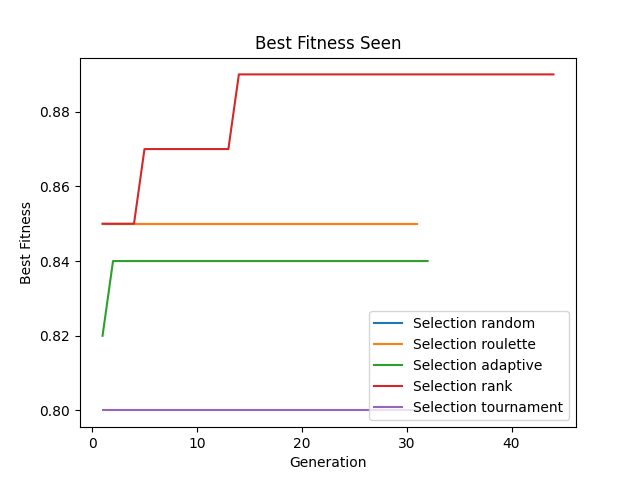 Best Fitness Seen
Best Fitness
0.88
0.86
0.84
0.82
0.80
Selection random
Selection roulette
Selection adaptive
Selection rank
Selection tournament
0
10
20
30
40
Generation